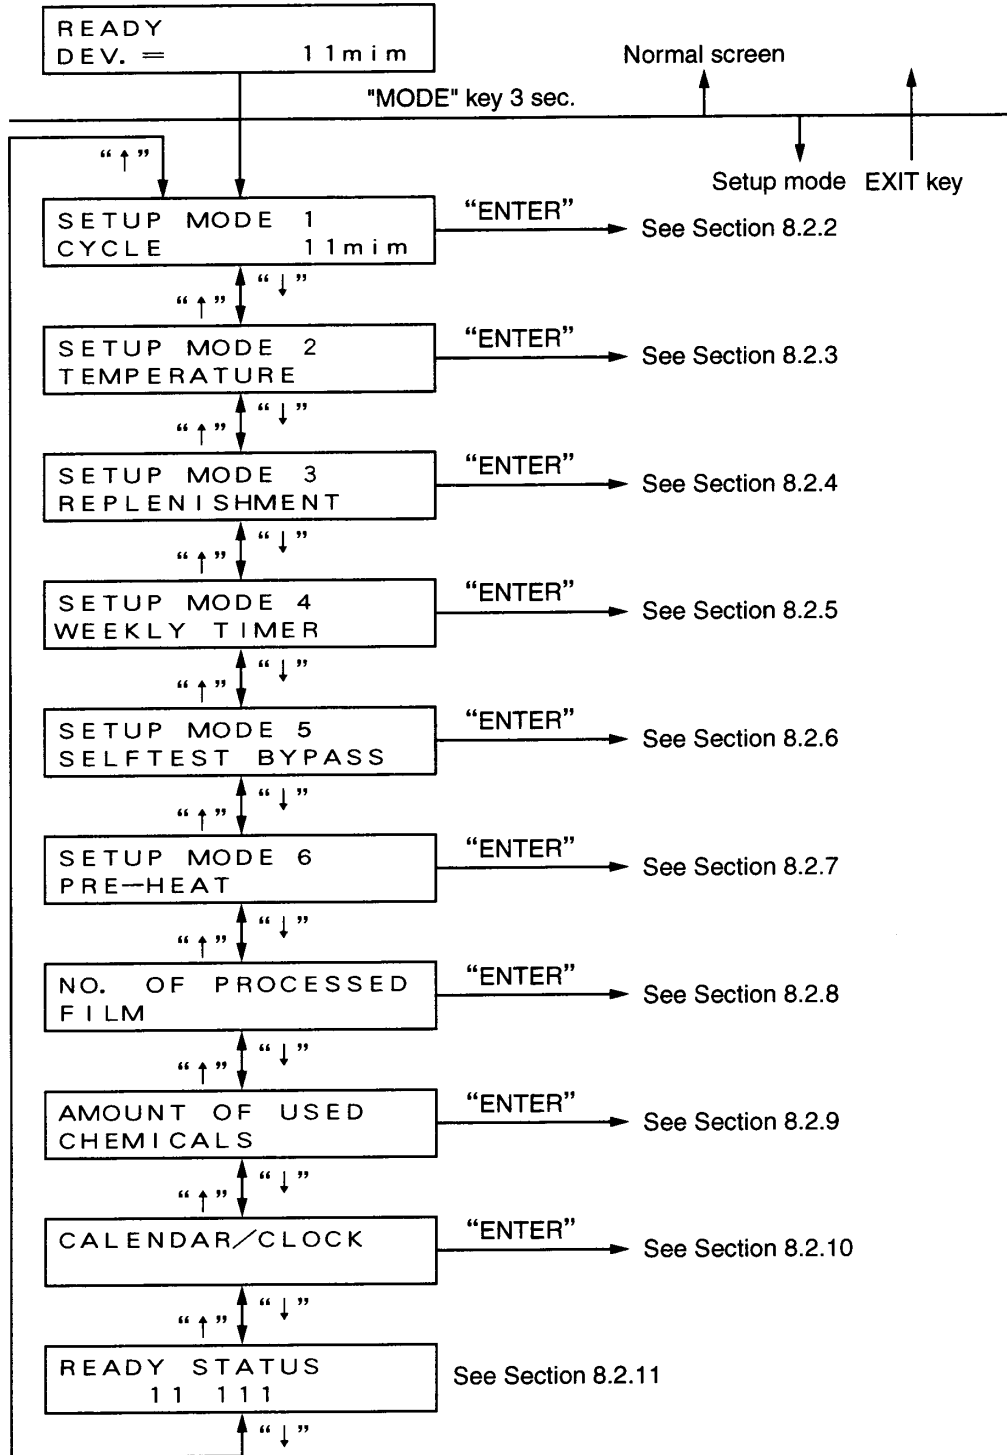 READY
DEV. = 11mim
Normal screen
"MODE" key 3 sec.
“↑”
Setup mode EXIT key
SETUP MODE 1
CYCLE 11mim
“ENTER”
See Section 8.2.2
“↑” “↓”
SETUP MODE 2
TEMPERATURE
“ENTER”
See Section 8.2.3
“↑” “↓”
SETUP MODE 3
REPLENISHMENT
“ENTER”
See Section 8.2.4
“↑” “↓”
SETUP MODE 4
WEEKLY TIMER
“ENTER”
See Section 8.2.5
“↑” “↓”
SETUP MODE 5
SELFTEST BYPASS
“ENTER”
See Section 8.2.6
“↑” “↓”
SETUP MODE 6
PRE-HEAT
“ENTER”
See Section 8.2.7
“↑” “↓”
NO. OF PROCESSED
FILM
“ENTER”
See Section 8.2.8
“↑” “↓”
AMOUNT OF USED
CHEMICALS
“ENTER”
See Section 8.2.9
“↑” “↓”
CALENDAR/CLOCK
“ENTER”
See Section 8.2.10
“↑” “↓”
READY STATUS
11 111
See Section 8.2.11
“↓”